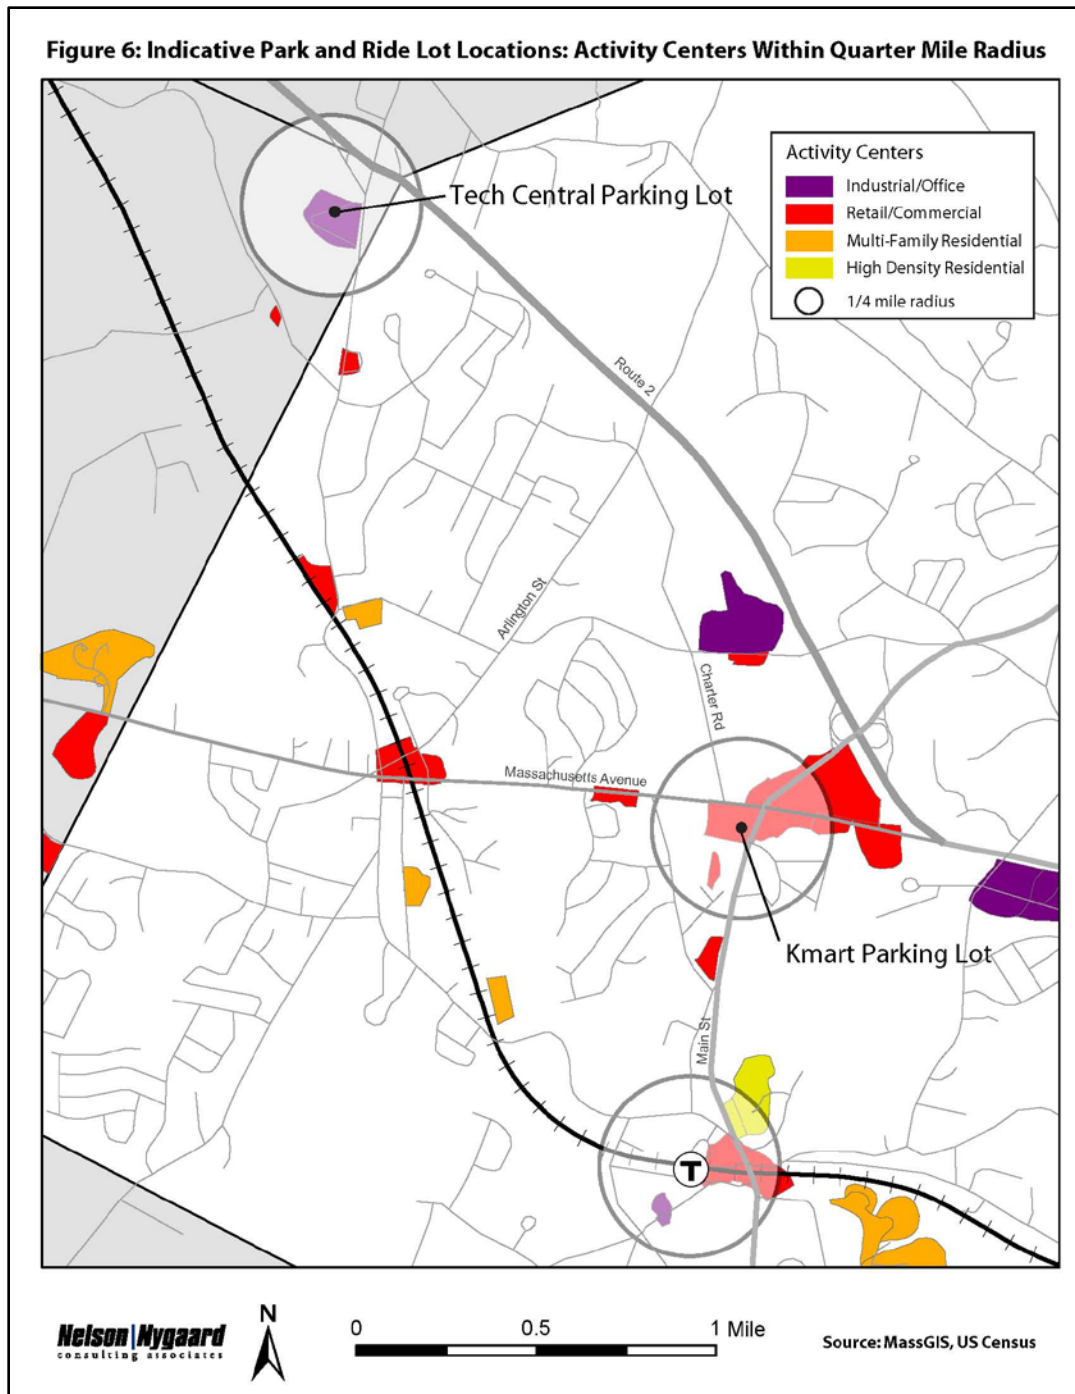 Figure 6: Indicative Park and Ride Lot Locations: Activity Centers Within Quarter Mile Radius
Activity Centers
Industrial/Office
Retail/Commercial
Multi-Family Residential
High Density Residential
1/4 mile radius
Tech Central Parking Lot
Route 2
Arlington St
Charter Rd
Massachusetts Avenue
Kmart Parking Lot
Main St
T
Nelson|Nygaard
consulting associates
N
0 0.5 1 Mile
Source: MassGIS, US Census